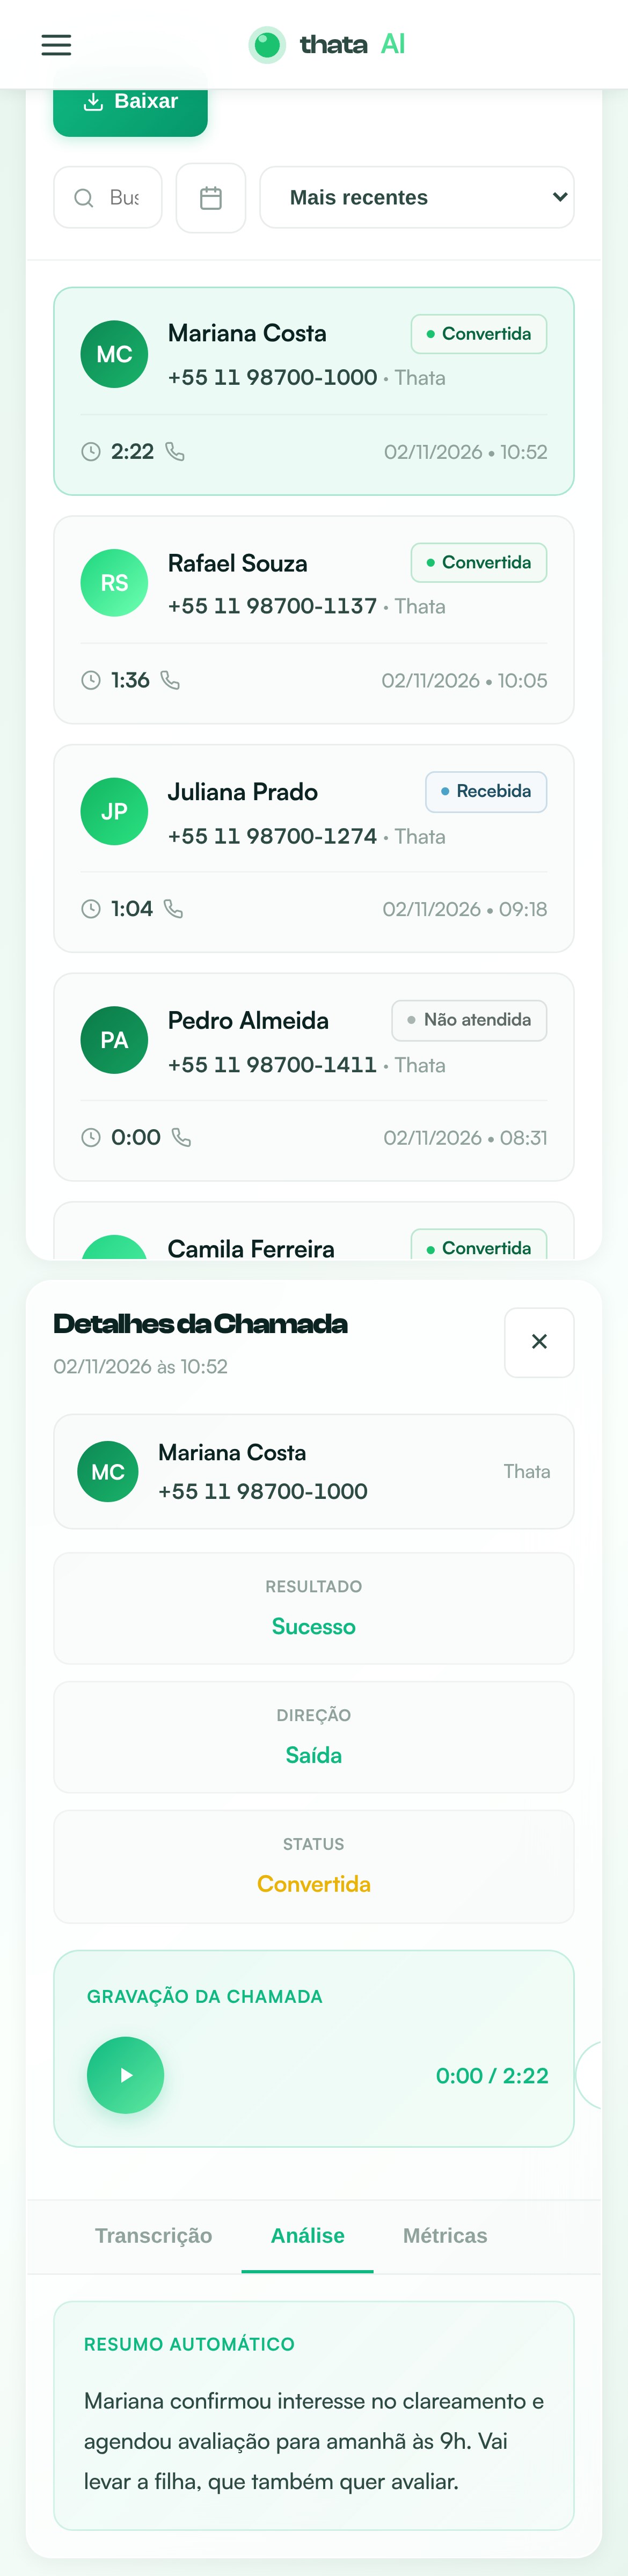 thata AI
Baixar
Bus
Mais recentes
MC
Mariana Costa
Convertida
+55 11 98700-1000 · Thata
2:22
02/11/2026 • 10:52
RS
Rafael Souza
Convertida
+55 11 98700-1137 · Thata
1:36
02/11/2026 • 10:05
JP
Juliana Prado
Recebida
+55 11 98700-1274 · Thata
1:04
02/11/2026 • 09:18
PA
Pedro Almeida
Não atendida
+55 11 98700-1411 · Thata
0:00
02/11/2026 • 08:31
Camila Ferreira
Convertida
Detalhes da Chamada
02/11/2026 às 10:52
MC
Mariana Costa
+55 11 98700-1000
Thata
RESULTADO
Sucesso
DIREÇÃO
Saída
STATUS
Convertida
GRAVAÇÃO DA CHAMADA
0:00 / 2:22
Transcrição
Análise
Métricas
RESUMO AUTOMÁTICO
Mariana confirmou interesse no clareamento e
agendou avaliação para amanhã às 9h. Vai
levar a filha, que também quer avaliar.